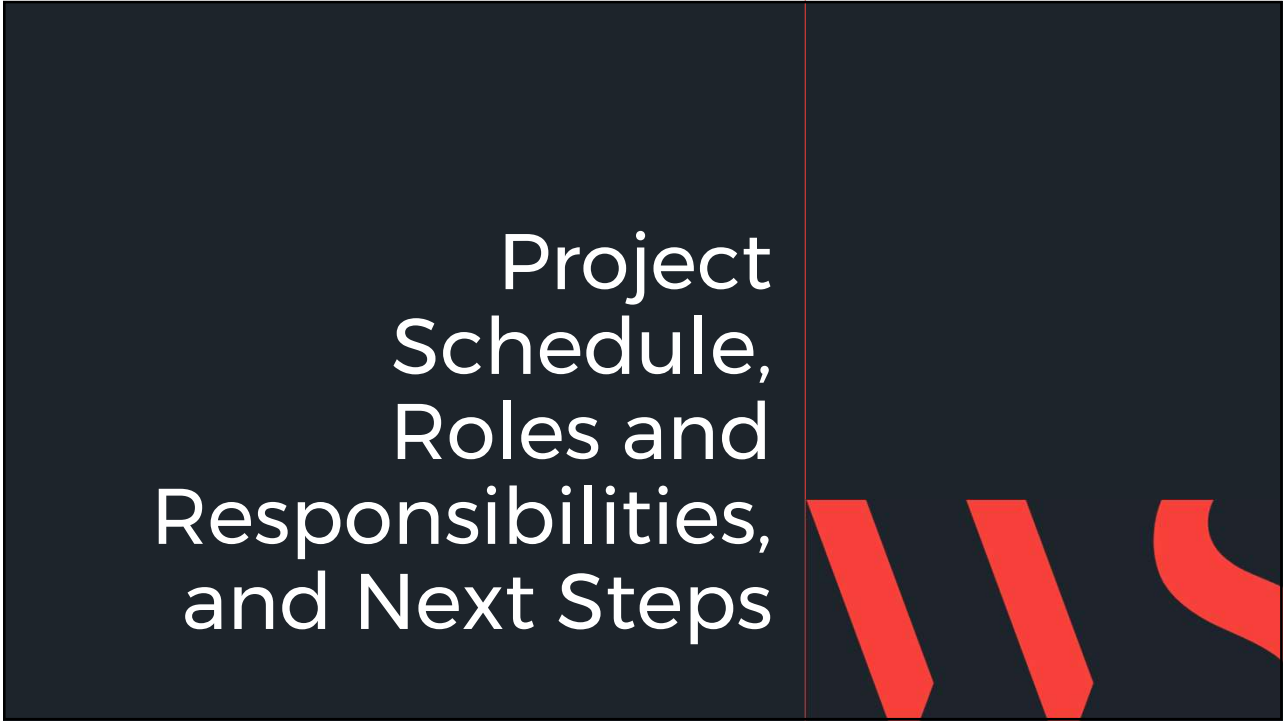 Project
Schedule,
Roles and
Responsibilities,
and Next Steps